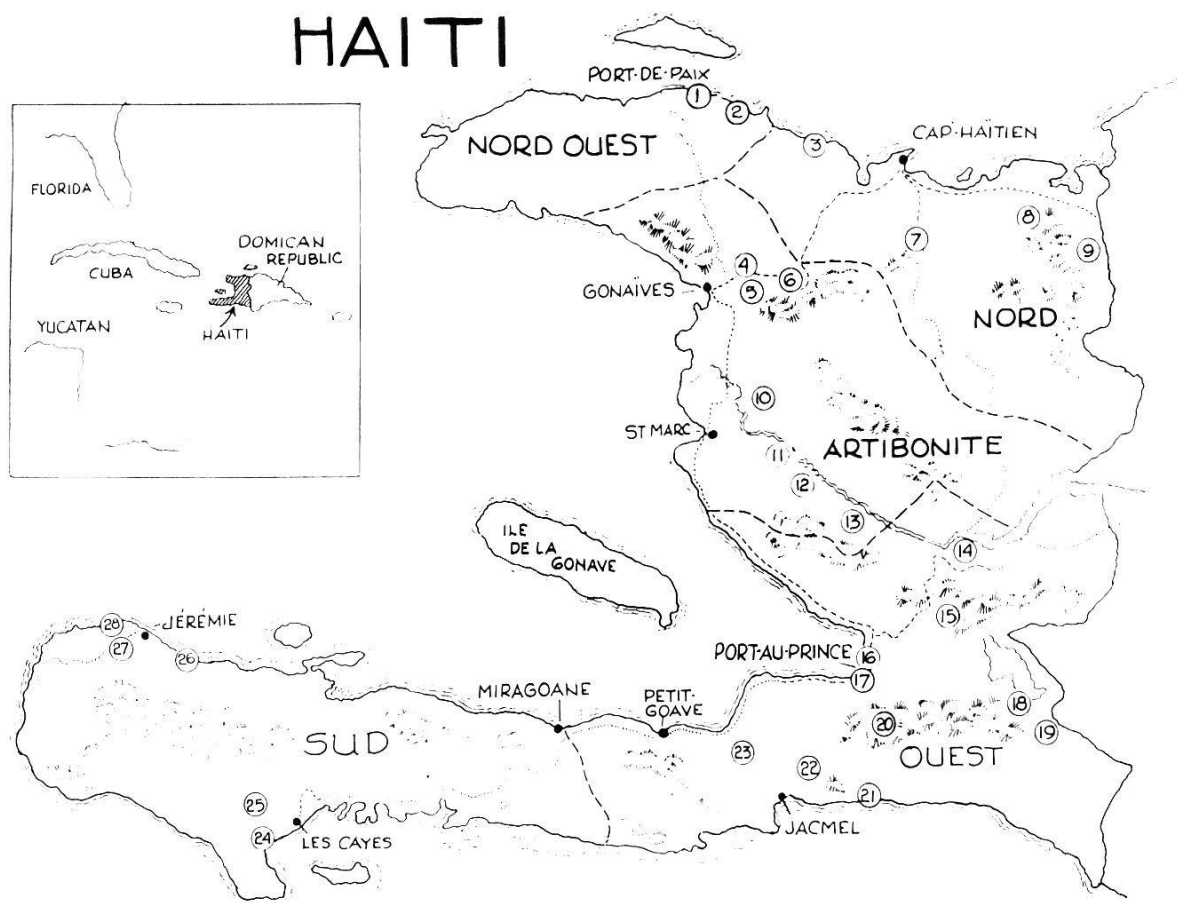 HAITI
PORT-DE-PAIX
1
2
3
NORD OUEST
CAP-HAÏTIEN
FLORIDA
CUBA
DOMICAN
REPUBLIC
HAITI
YUCATAN
4
5
6
7
8
9
GONAÏVES
NORD
10
ST MARC
11
ARTIBONITE
12
13
14
ILE
DE LA
GONAVE
15
28
JÉRÉMIE
27
26
PORT-AU-PRINCE
16
17
MIRAGOANE
PETIT-
GOAVE
18
19
20
SUD
OUEST
23
22
21
25
24
LES CAYES
JACMEL